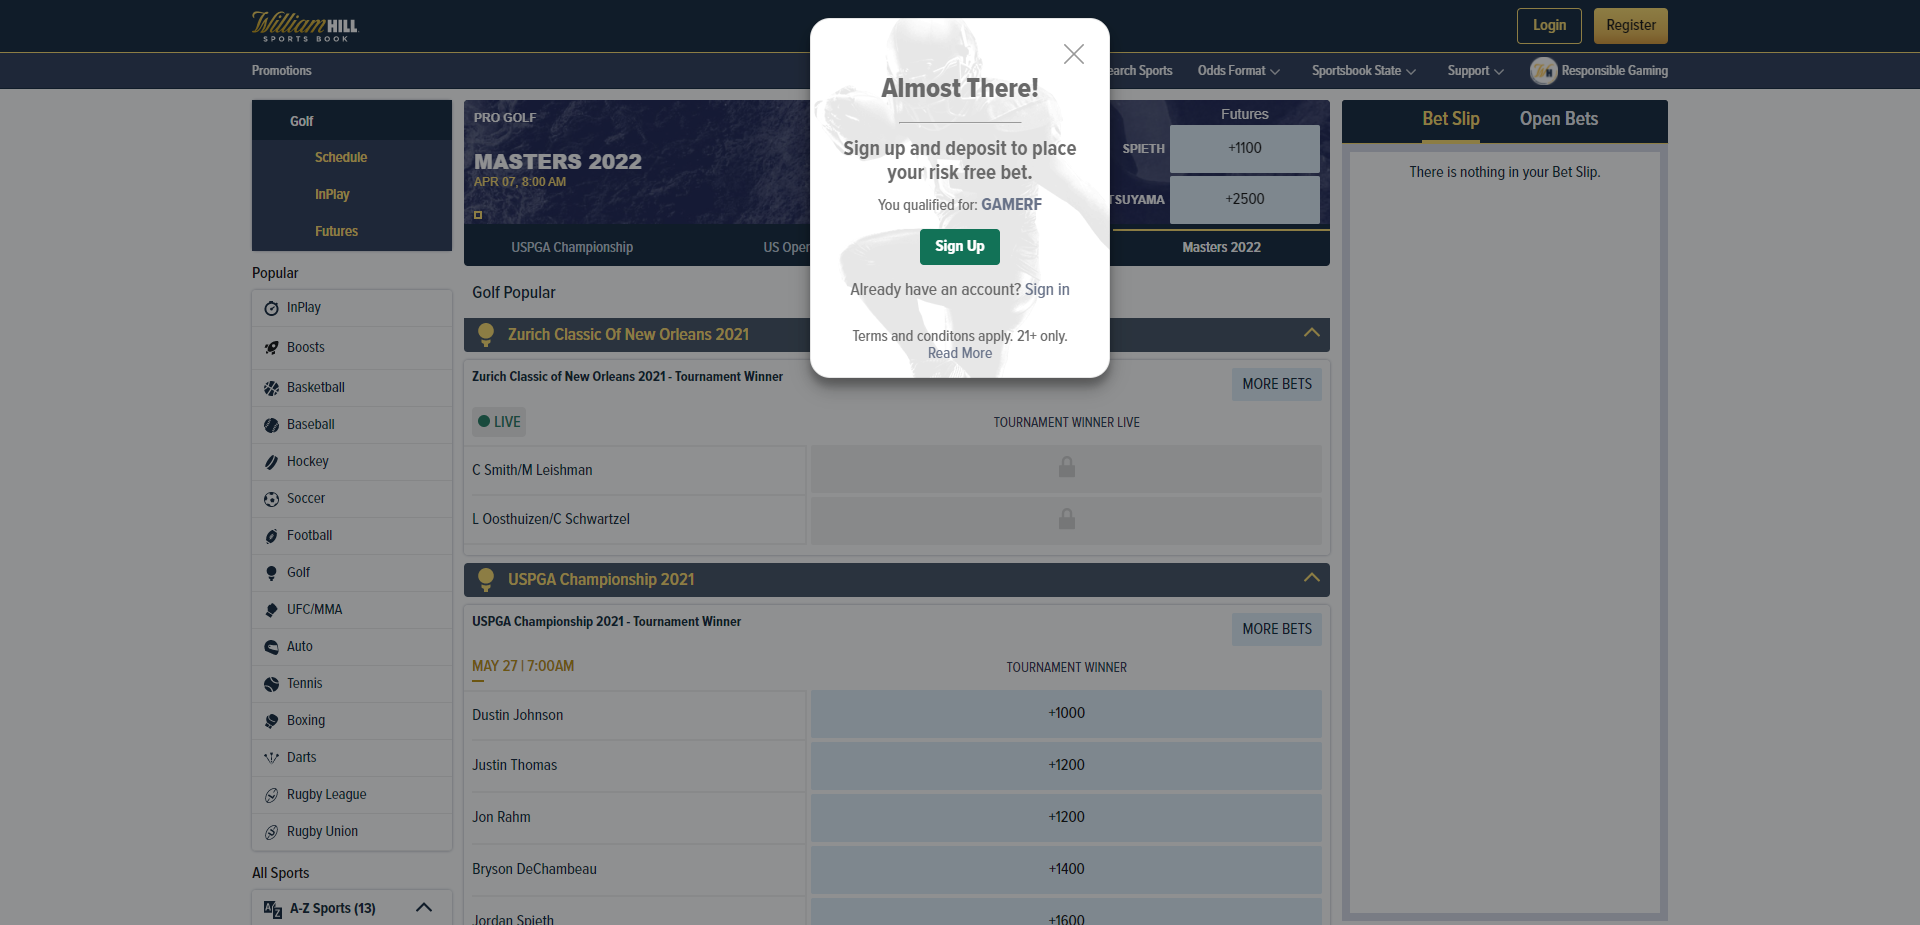 William HILL
SPORTS BOOK
Login
Register
Promotions
earch Sports
Odds Format
Sportsbook State
Support
Responsible Gaming
Golf
Schedule
InPlay
Futures
Popular
InPlay
Boosts
Basketball
Baseball
Hockey
Soccer
Football
Golf
UFC/MMA
Auto
Tennis
Boxing
Darts
Rugby League
Rugby Union
All Sports
A-Z Sports (13)
PRO GOLF
MASTERS 2022
APR 07, 8:00 AM
Futures
SPIETH
+1100
TSUYAMA
+2500
USPGA Championship
US Open
Masters 2022
Almost There!
Sign up and deposit to place
your risk free bet.
You qualified for: GAMERF
Sign Up
Already have an account? Sign in
Terms and conditons apply. 21+ only.
Read More
Golf Popular
Zurich Classic Of New Orleans 2021
Zurich Classic of New Orleans 2021 - Tournament Winner
MORE BETS
LIVE
TOURNAMENT WINNER LIVE
C Smith/M Leishman
L Oosthuizen/C Schwartzel
USPGA Championship 2021
USPGA Championship 2021 - Tournament Winner
MORE BETS
MAY 27 | 7:00AM
TOURNAMENT WINNER
Dustin Johnson
+1000
Justin Thomas
+1200
Jon Rahm
+1200
Bryson DeChambeau
+1400
Jordan Spieth
+1600
Bet Slip
Open Bets
There is nothing in your Bet Slip.